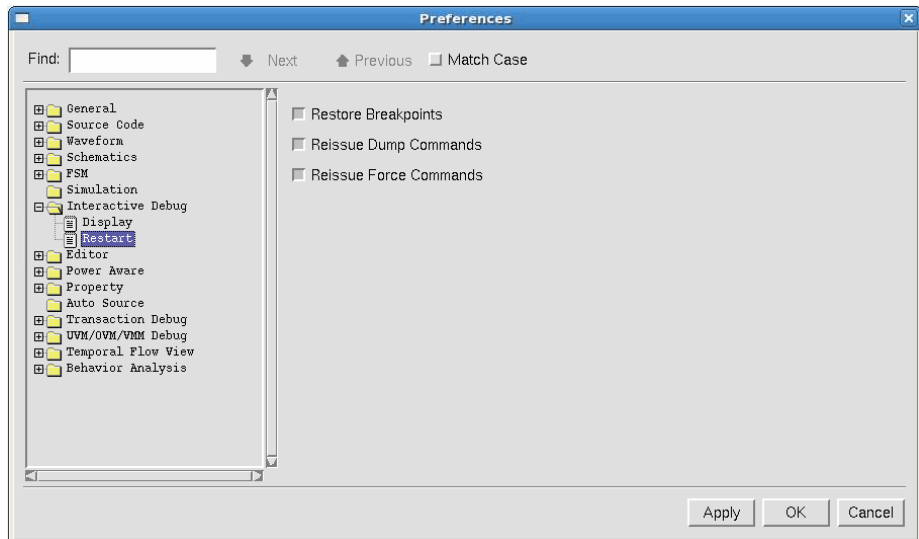 Preferences
Find:
Next
Previous
Match Case
General
Source Code
Waveform
Schematics
FSM
Simulation
Interactive Debug
Display
Restart
Editor
Power Aware
Property
Auto Source
Transaction Debug
UVM/OVM/VMM Debug
Temporal Flow View
Behavior Analysis
Restore Breakpoints
Reissue Dump Commands
Reissue Force Commands
Apply
OK
Cancel